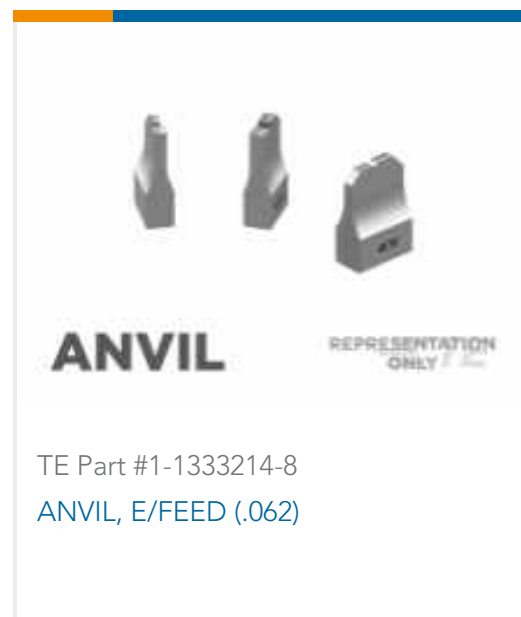 ANVIL
REPRESENTATION
ONLY
TE Part #1-1333214-8
ANVIL, E/FEED (.062)